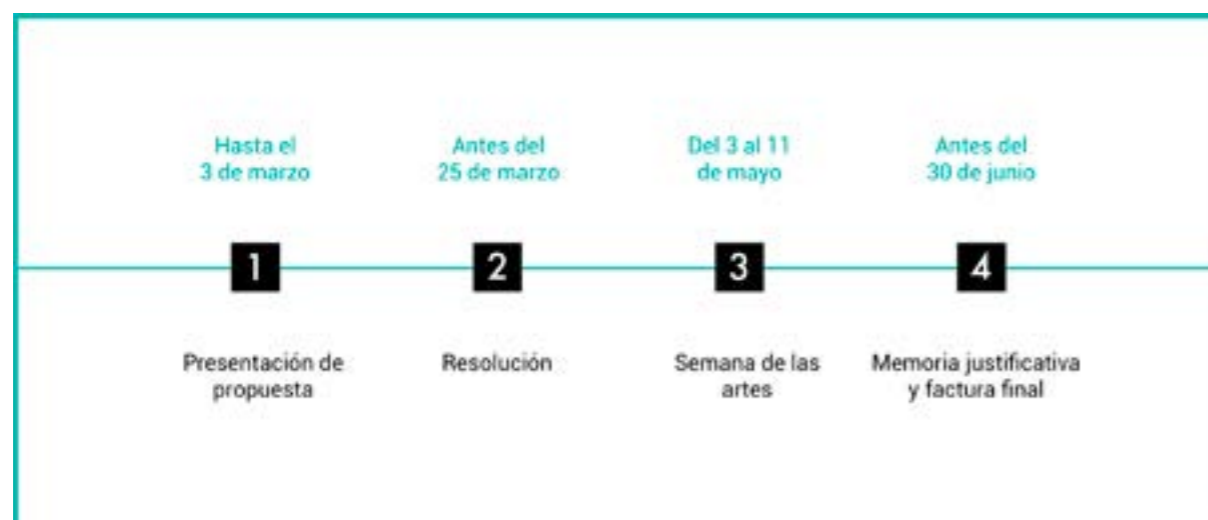 Hasta el
3 de marzo
Antes del
25 de marzo
Del 3 al 11
de mayo
Antes del
30 de junio
1
2
3
4
Presentación de
propuesta
Resolución
Semana de las
artes
Memoria justificativa
y factura final